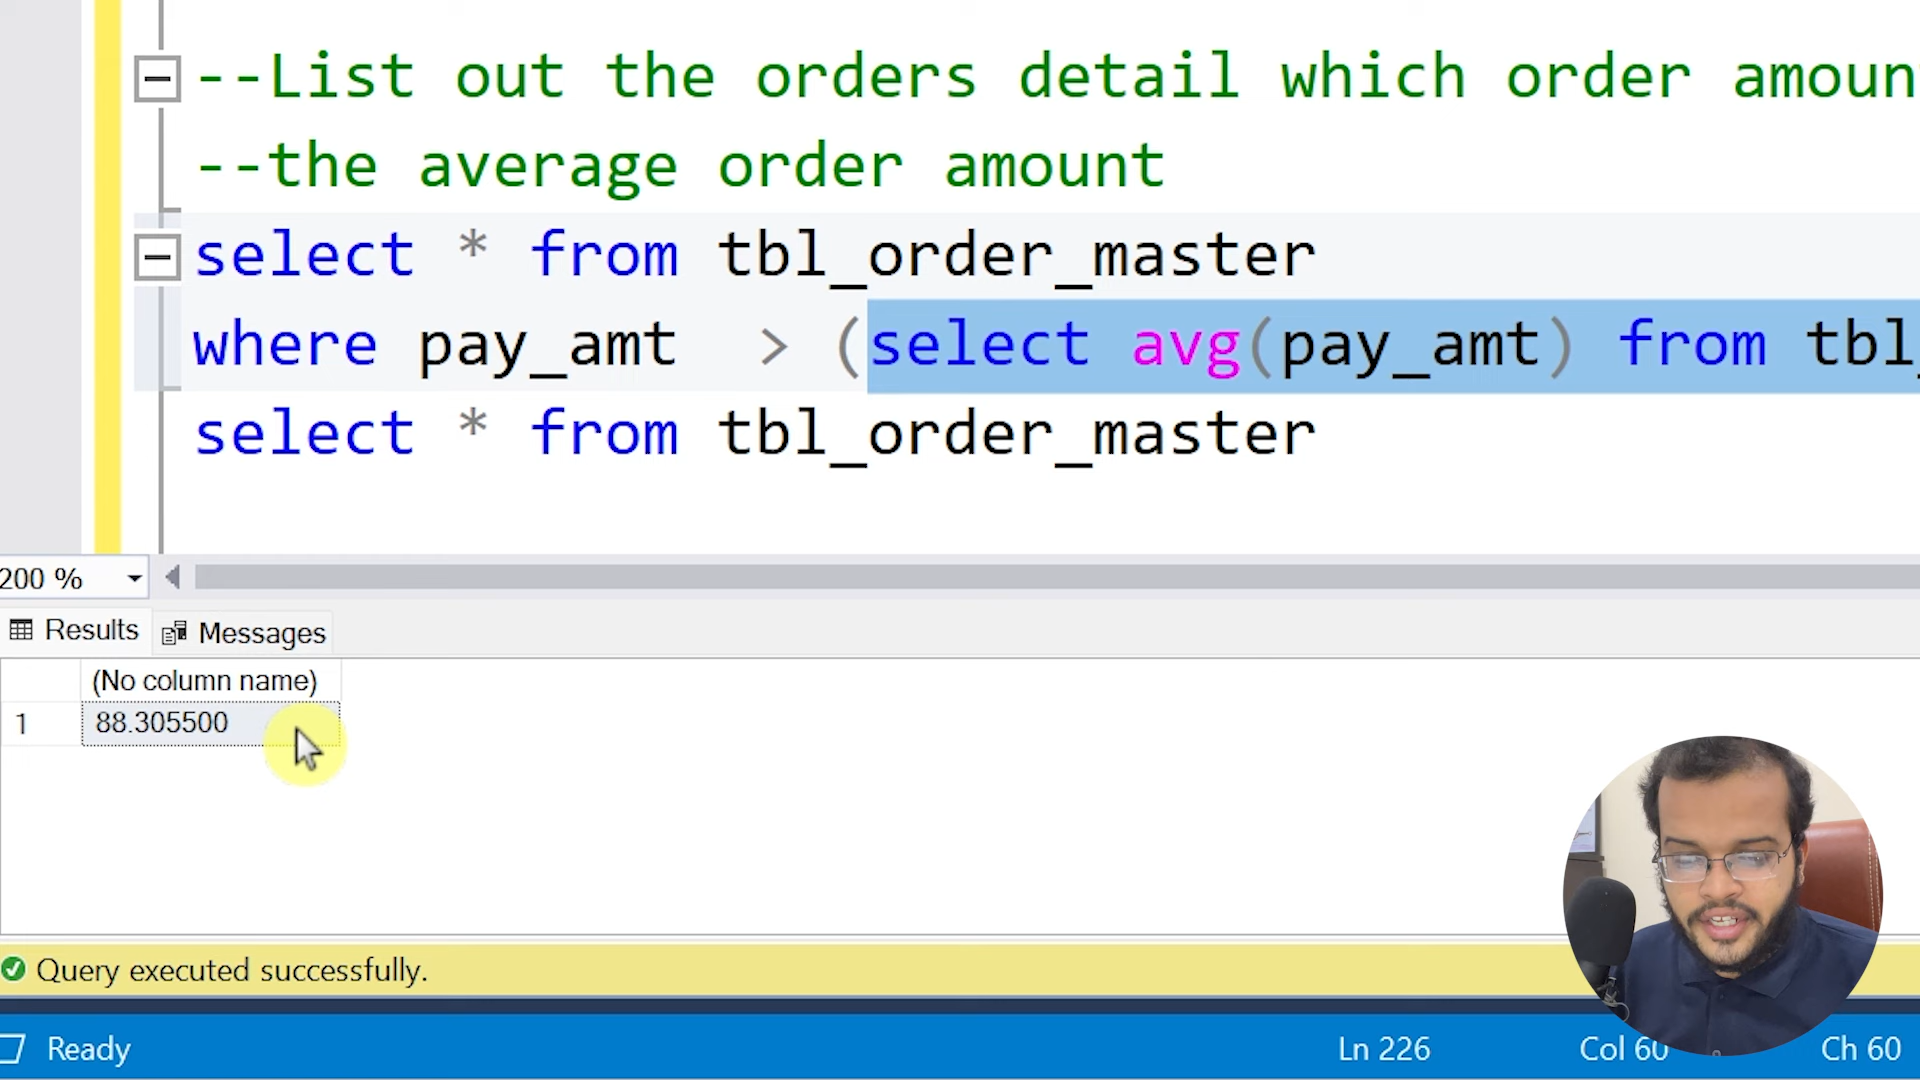 --List out the orders detail which order amoun
--the average order amount
select * from tbl_order_master
where pay_amt  > (select avg(pay_amt) from tbl_
select * from tbl_order_master
200 %
Results Messages
(No column name)
1 88.305500
Query executed successfully.
Ready Ln 226 Col 60 Ch 60